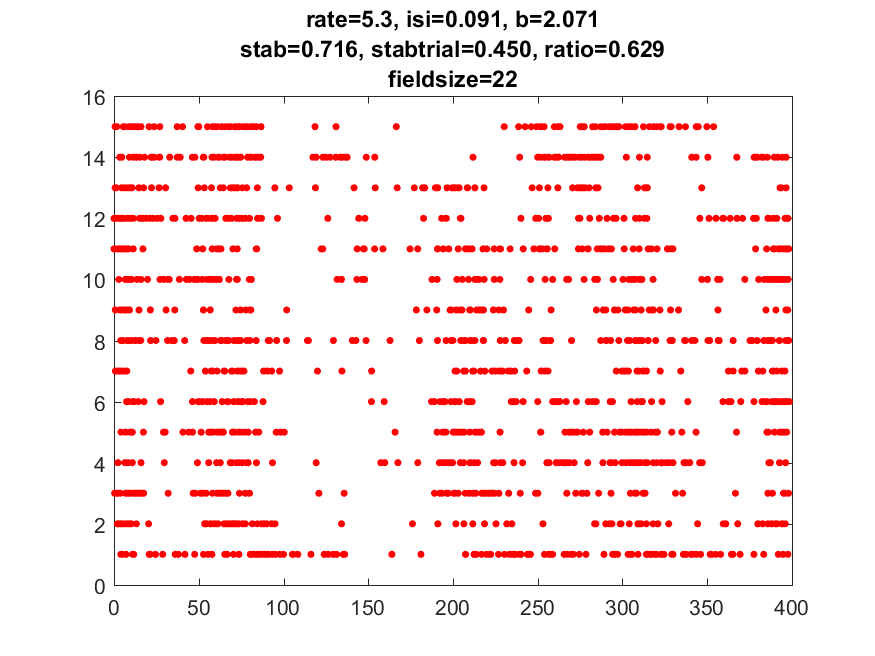 rate=5.3, isi=0.091, b=2.071
stab=0.716, stabtrial=0.450, ratio=0.629
fieldsize=22
16
14
12
10
8
6
4
2
0
0 50 100 150 200 250 300 350 400